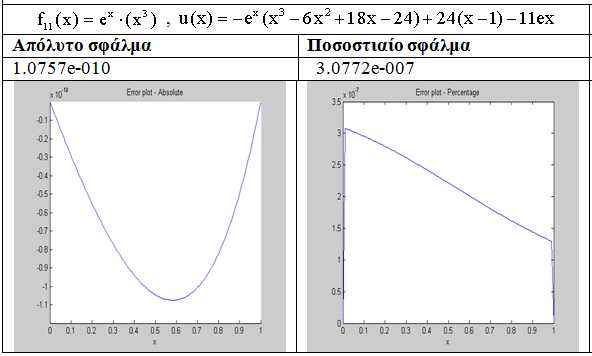 f₁₁(x) = eˣ · (x³) , u(x) = −eˣ (x³ − 6x² + 18x − 24) + 24(x − 1) − 11ex
Απόλυτο σφάλμα Ποσοστιαίο σφάλμα
1.0757e-010 3.0772e-007
x 10⁻¹⁰ Error plot - Absolute
-0.1
-0.2
-0.3
-0.4
-0.5
-0.6
-0.7
-0.8
-0.9
-1
-1.1
0 0.1 0.2 0.3 0.4 0.5 0.6 0.7 0.8 0.9 1
x
x 10⁻⁷ Error plot - Percentage
3.5
3
2.5
2
1.5
1
0.5
0
0 0.1 0.2 0.3 0.4 0.5 0.6 0.7 0.8 0.9 1
x